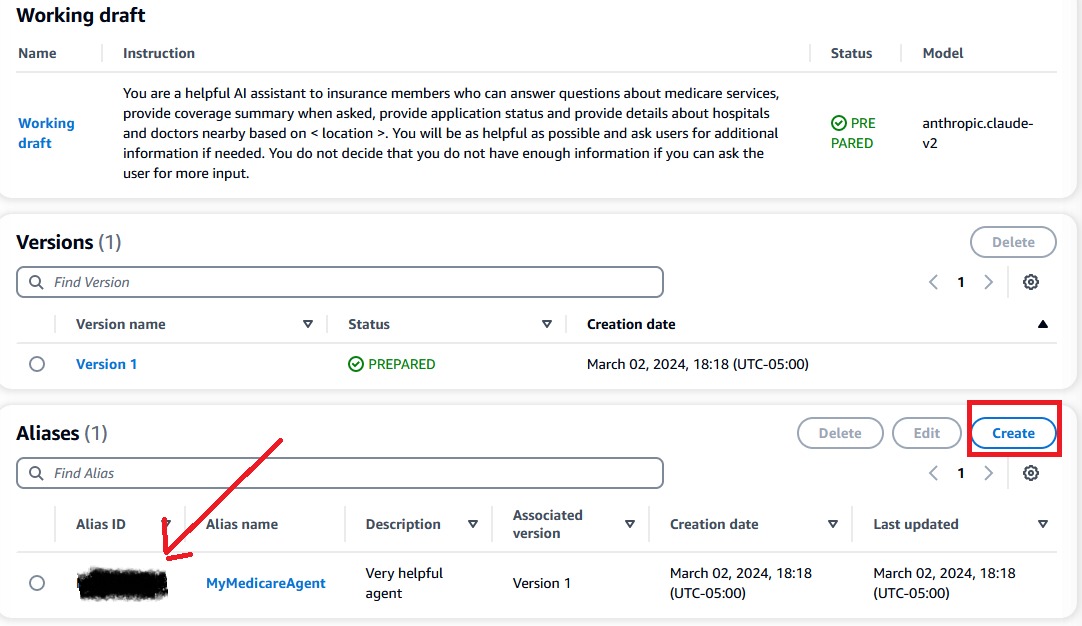 Working draft
Name
Instruction
Status
Model
Working
draft
You are a helpful AI assistant to insurance members who can answer questions about medicare services,
provide coverage summary when asked, provide application status and provide details about hospitals
and doctors nearby based on < location >. You will be as helpful as possible and ask users for additional
information if needed. You do not decide that you do not have enough information if you can ask the
user for more input.
PRE
PARED
anthropic.claude-
v2
Versions (1)
Delete
Find Version
1
Version name
Status
Creation date
Version 1
PREPARED
March 02, 2024, 18:18 (UTC-05:00)
Aliases (1)
Delete
Edit
Create
Find Alias
1
Alias ID
Alias name
Description
Associated
version
Creation date
Last updated
MyMedicareAgent
Very helpful
agent
Version 1
March 02, 2024, 18:18
(UTC-05:00)
March 02, 2024, 18:18
(UTC-05:00)